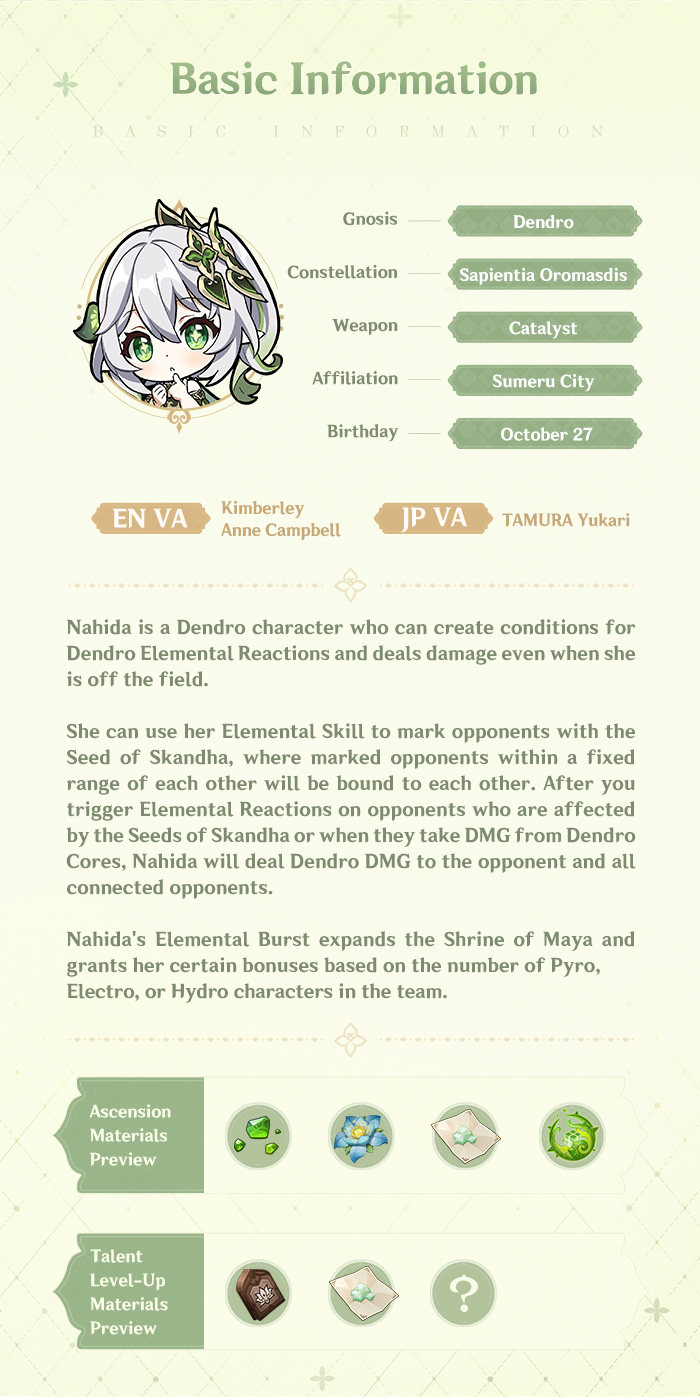 Basic Information
BASIC INFORMATION
Gnosis
Dendro
Constellation
Sapientia Oromasdis
Weapon
Catalyst
Affiliation
Sumeru City
Birthday
October 27
EN VA
Kimberley
Anne Campbell
JP VA
TAMURA Yukari
Nahida is a Dendro character who can create conditions for
Dendro Elemental Reactions and deals damage even when she
is off the field.
She can use her Elemental Skill to mark opponents with the
Seed of Skandha, where marked opponents within a fixed
range of each other will be bound to each other. After you
trigger Elemental Reactions on opponents who are affected
by the Seeds of Skandha or when they take DMG from Dendro
Cores, Nahida will deal Dendro DMG to the opponent and all
connected opponents.
Nahida's Elemental Burst expands the Shrine of Maya and
grants her certain bonuses based on the number of Pyro,
Electro, or Hydro characters in the team.
Ascension
Materials
Preview
Talent
Level-Up
Materials
Preview
?